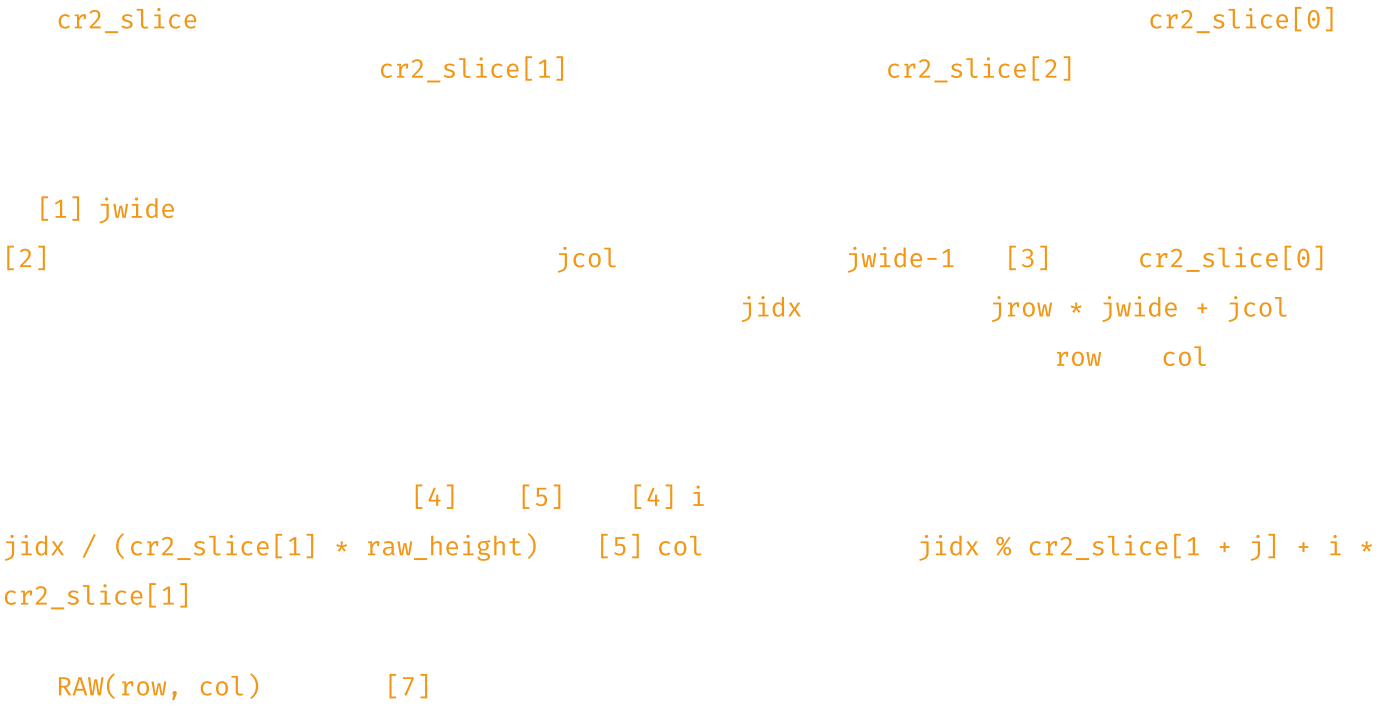 cr2_slice cr2_slice[0]
cr2_slice[1] cr2_slice[2]
[1] jwide
[2] jcol jwide-1 [3] cr2_slice[0]
jidx jrow * jwide + jcol
row col
[4] [5] [4] i
jidx / (cr2_slice[1] * raw_height) [5] col jidx % cr2_slice[1 + j] + i *
cr2_slice[1]
RAW(row, col) [7]